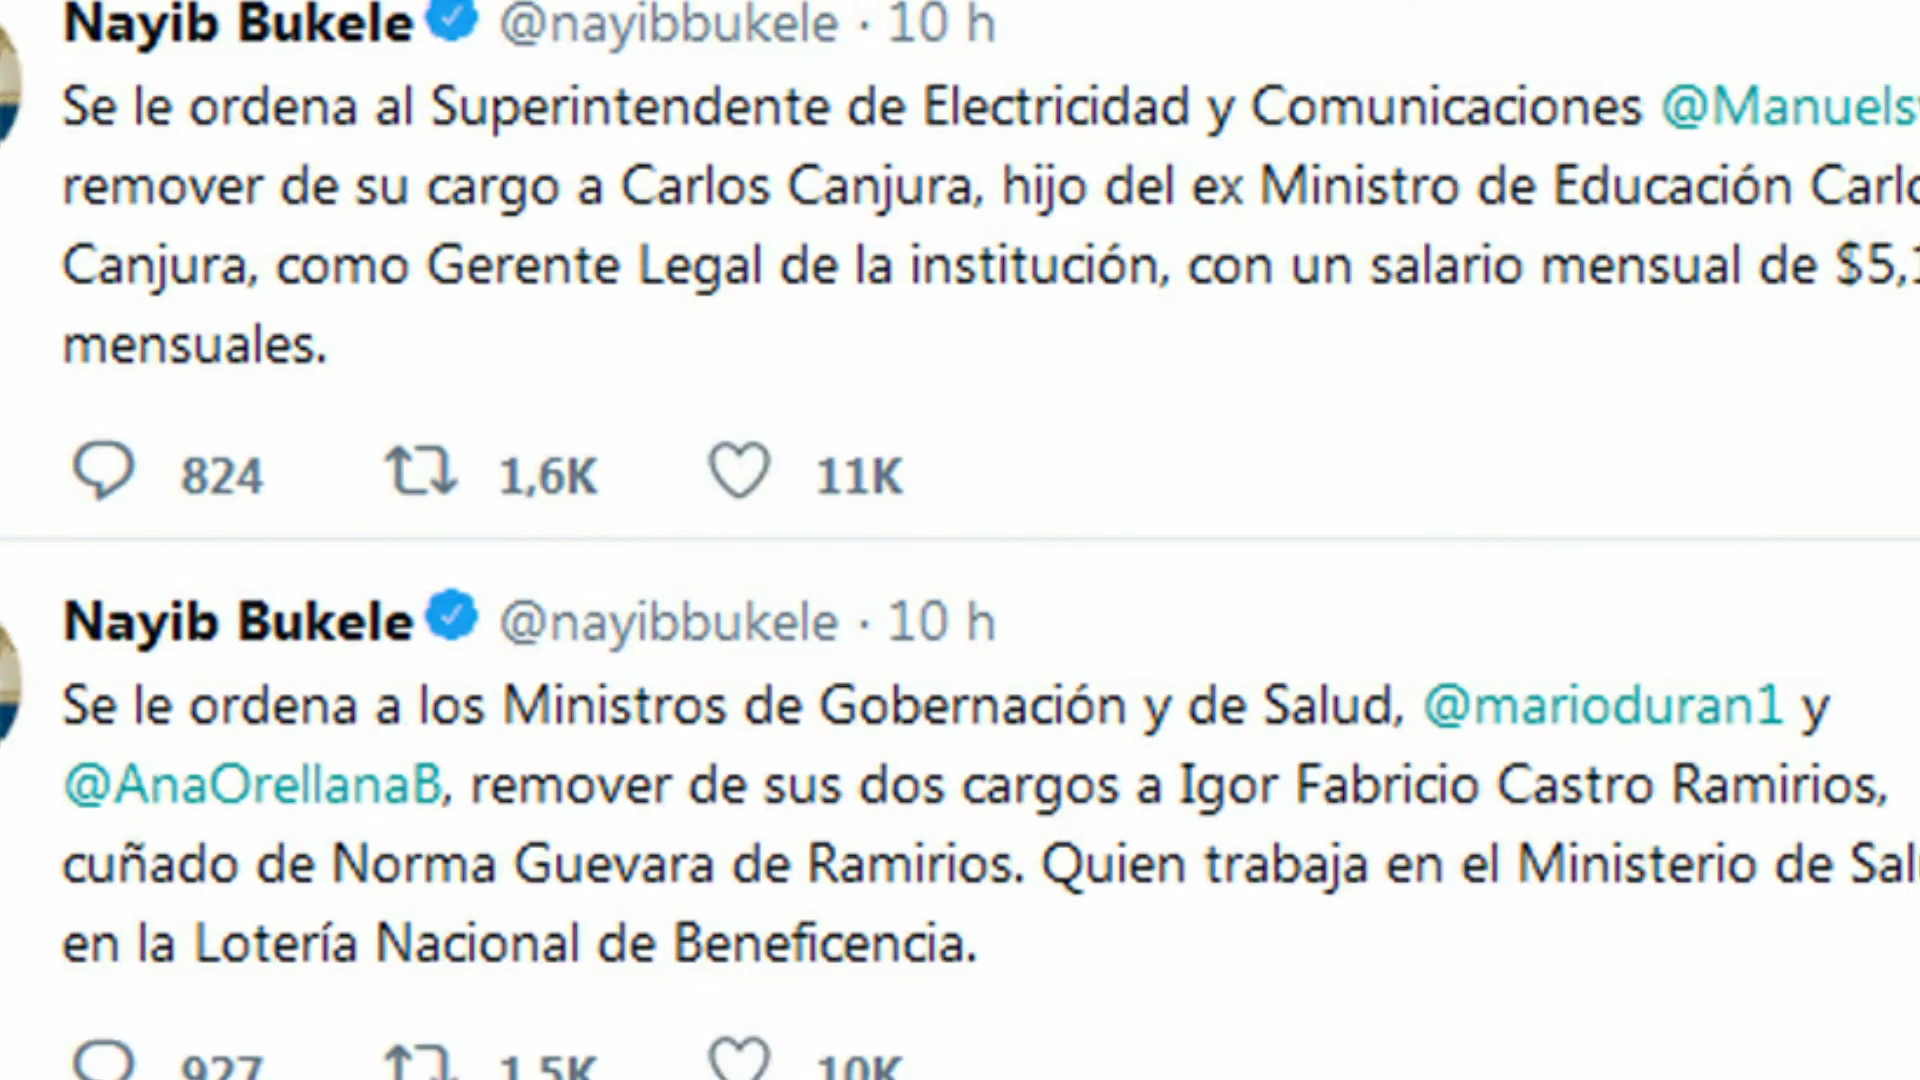 Nayib Bukele @nayibbukele · 10 h
Se le ordena al Superintendente de Electricidad y Comunicaciones
remover de su cargo a Carlos Canjura, hijo del ex Ministro de Educación
Canjura, como Gerente Legal de la institución, con un salario mensual de
mensuales.
824 1,6K 11K
Nayib Bukele @nayibbukele · 10 h
Se le ordena a los Ministros de Gobernación y de Salud, @marioduran1 y
@AnaOrellanaB, remover de sus dos cargos a Igor Fabricio Castro Ramirios,
cuñado de Norma Guevara de Ramirios. Quien trabaja en el Ministerio de
en la Lotería Nacional de Beneficencia.
927 1,5K 10K